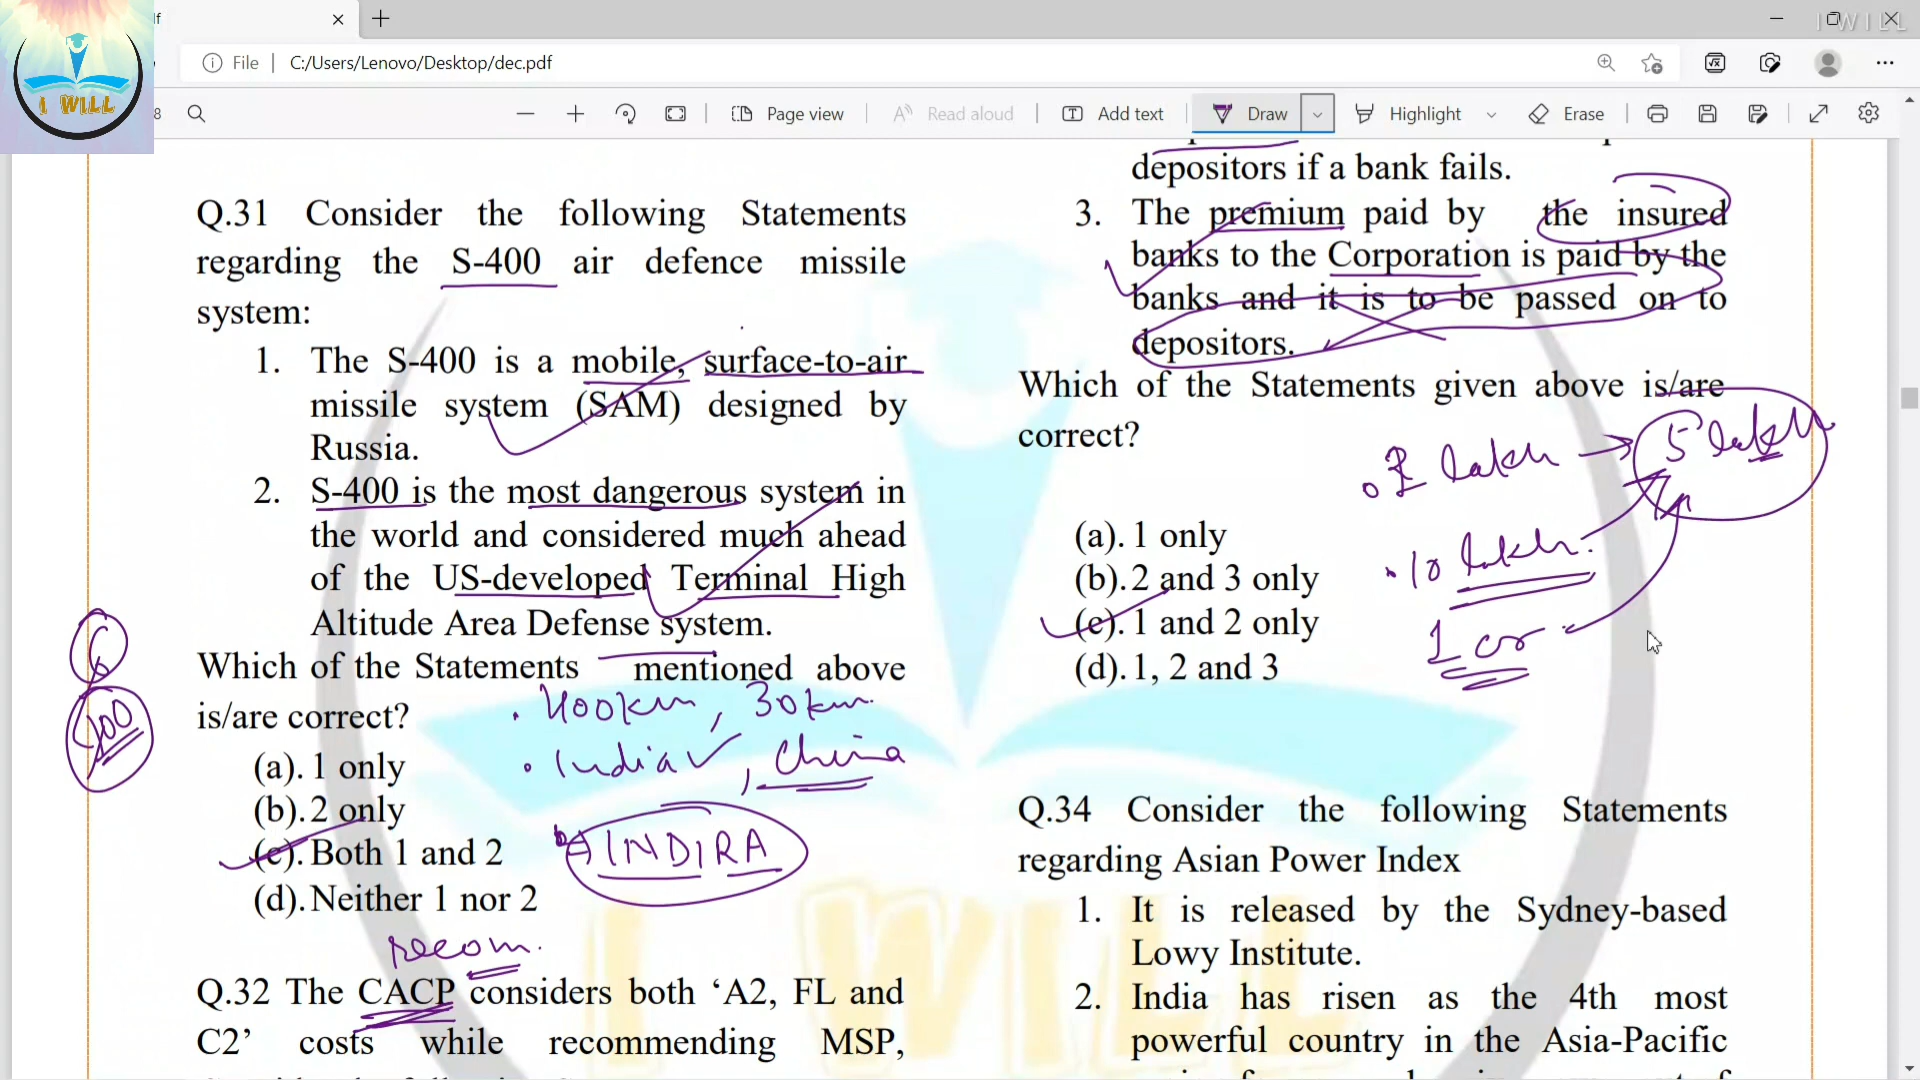 df
I WILL
I WILL
File
C:/Users/Lenovo/Desktop/dec.pdf
8
Page view
Read aloud
Add text
Draw
Highlight
Erase
Q.31 Consider the following Statements
regarding the S-400 air defence missile
system:
1. The S-400 is a mobile, surface-to-air
missile system (SAM) designed by
Russia.
2. S-400 is the most dangerous system in
the world and considered much ahead
of the US-developed Terminal High
Altitude Area Defense system.
Which of the Statements mentioned above
is/are correct?
400km, 30km
India, China
6
400
(a). 1 only
(b). 2 only
(c). Both 1 and 2
(d). Neither 1 nor 2
INDIRA
recom.
Q.32 The CACP considers both ‘A2, FL and
C2’ costs while recommending MSP,
depositors if a bank fails.
3. The premium paid by the insured
banks to the Corporation is paid by the
banks and it is to be passed on to
depositors.
Which of the Statements given above is/are
correct?
lakh → 5 lakh
10 lakh
1 cr
(a). 1 only
(b). 2 and 3 only
(c). 1 and 2 only
(d). 1, 2 and 3
Q.34 Consider the following Statements
regarding Asian Power Index
1. It is released by the Sydney-based
Lowy Institute.
2. India has risen as the 4th most
powerful country in the Asia-Pacific
I WILL